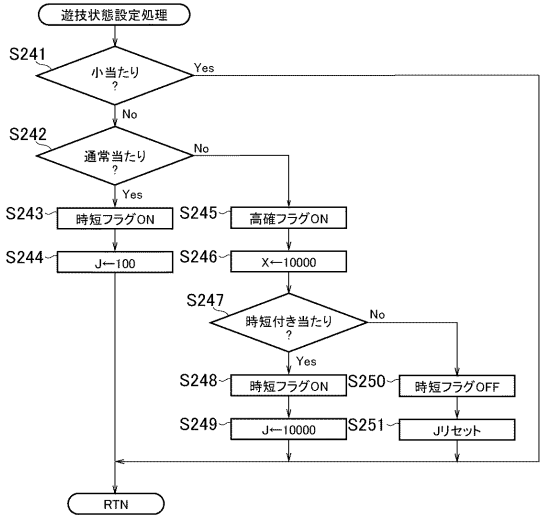 遊技状態設定処理
S241
小当たり
?
Yes
No
S242
通常当たり
?
No
Yes
S243
時短フラグON
S245
高確フラグON
S244
J←100
S246
X←10000
S247
時短付き当たり
?
No
Yes
S248
時短フラグON
S250
時短フラグOFF
S249
J←10000
S251
Jリセット
RTN